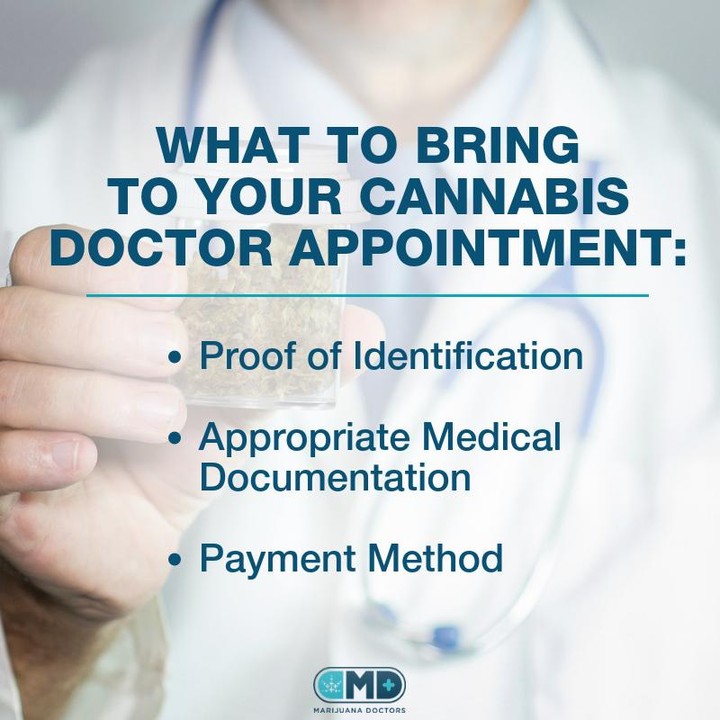 WHAT TO BRING
TO YOUR CANNABIS
DOCTOR APPOINTMENT:
• Proof of Identification
• Appropriate Medical
Documentation
• Payment Method
MD
MARIJUANA DOCTORS